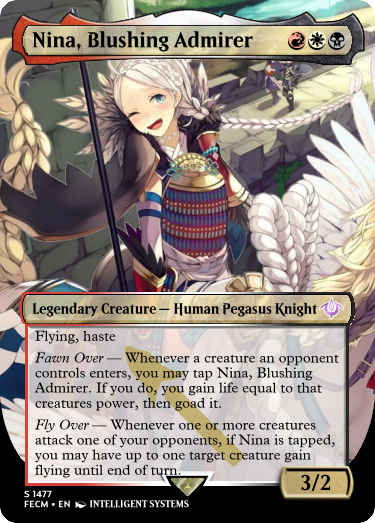 Nina, Blushing Admirer
Legendary Creature — Human Pegasus Knight
Flying, haste
Fawn Over — Whenever a creature an opponent
controls enters, you may tap Nina, Blushing
Admirer. If you do, you gain life equal to that
creatures power, then goad it.
Fly Over — Whenever one or more creatures
attack one of your opponents, if Nina is tapped,
you may have up to one target creature gain
flying until end of turn.
3/2
S 1477
FECM • EN INTELLIGENT SYSTEMS